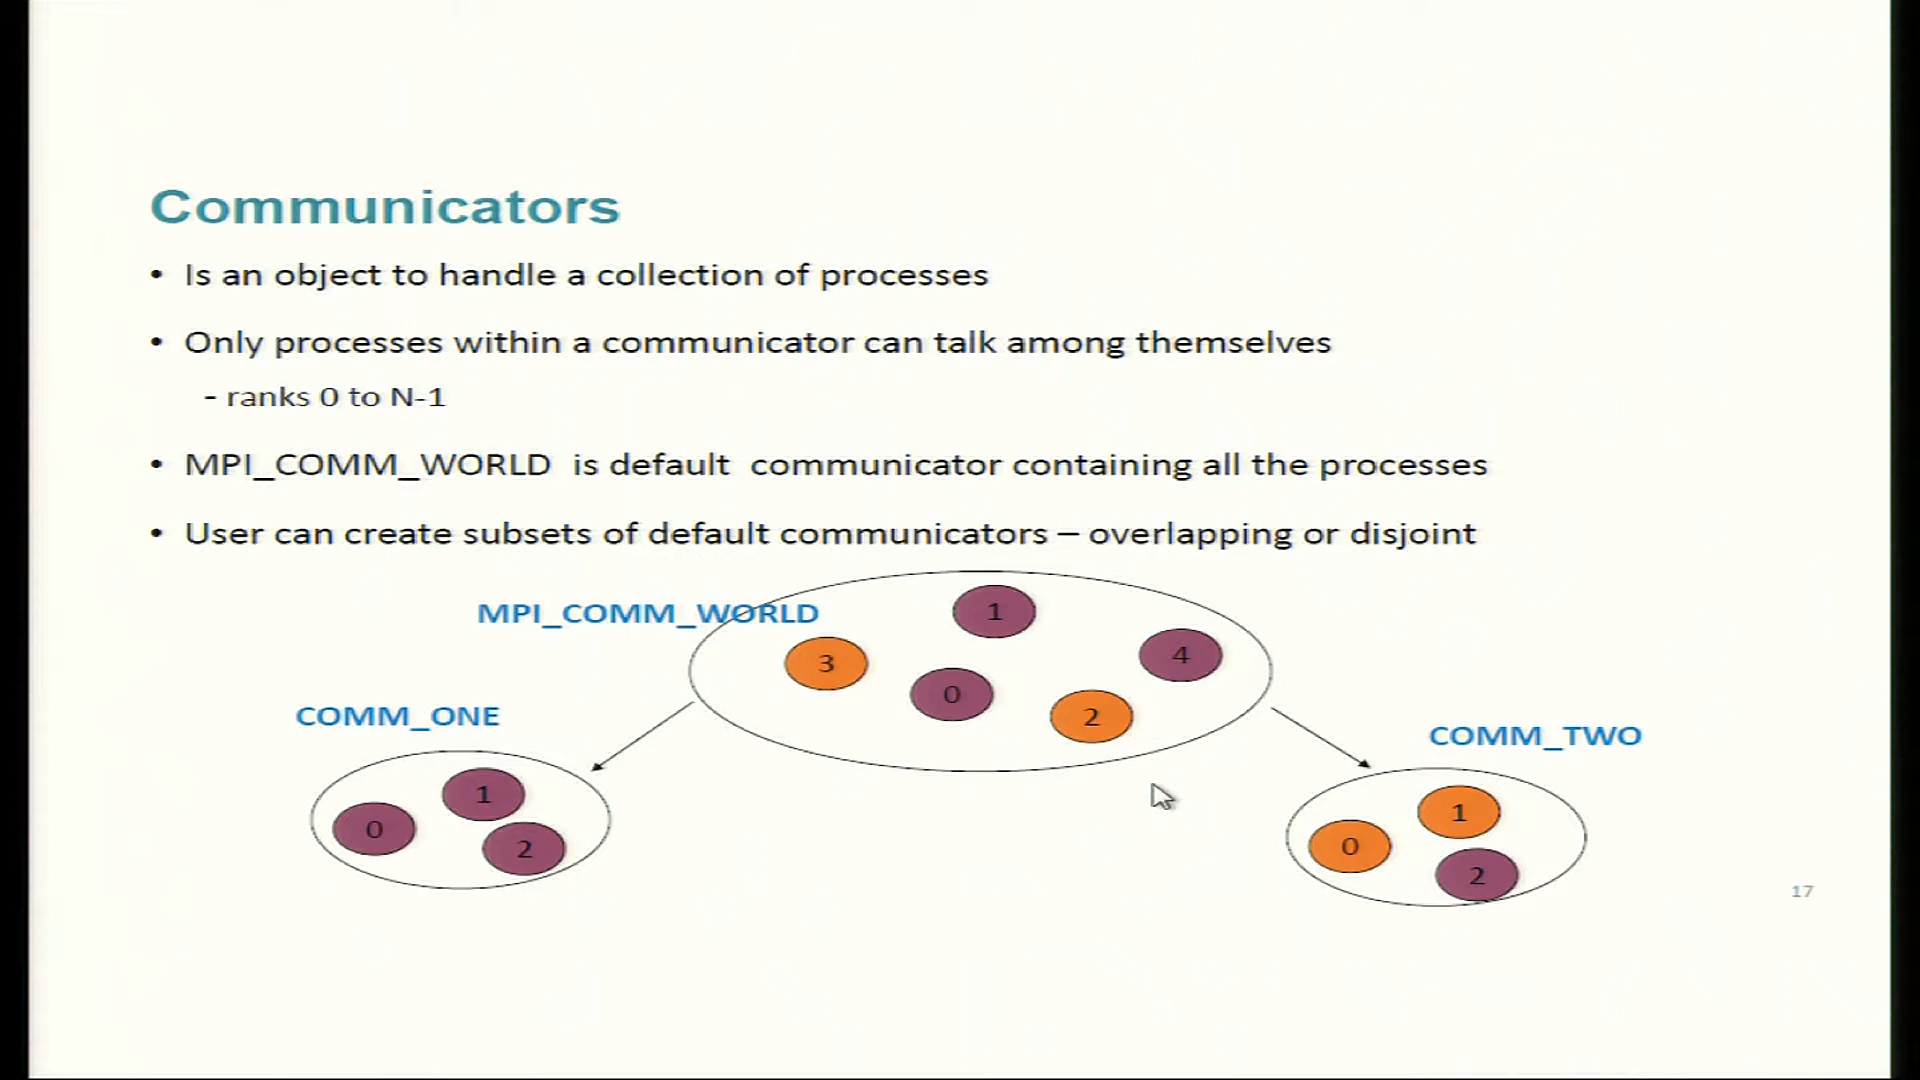 Communicators
• Is an object to handle a collection of processes
• Only processes within a communicator can talk among themselves
- ranks 0 to N-1
• MPI_COMM_WORLD is default communicator containing all the processes
• User can create subsets of default communicators – overlapping or disjoint
MPI_COMM_WORLD
1
3
4
0
2
COMM_ONE
1
0
2
COMM_TWO
1
0
2
17